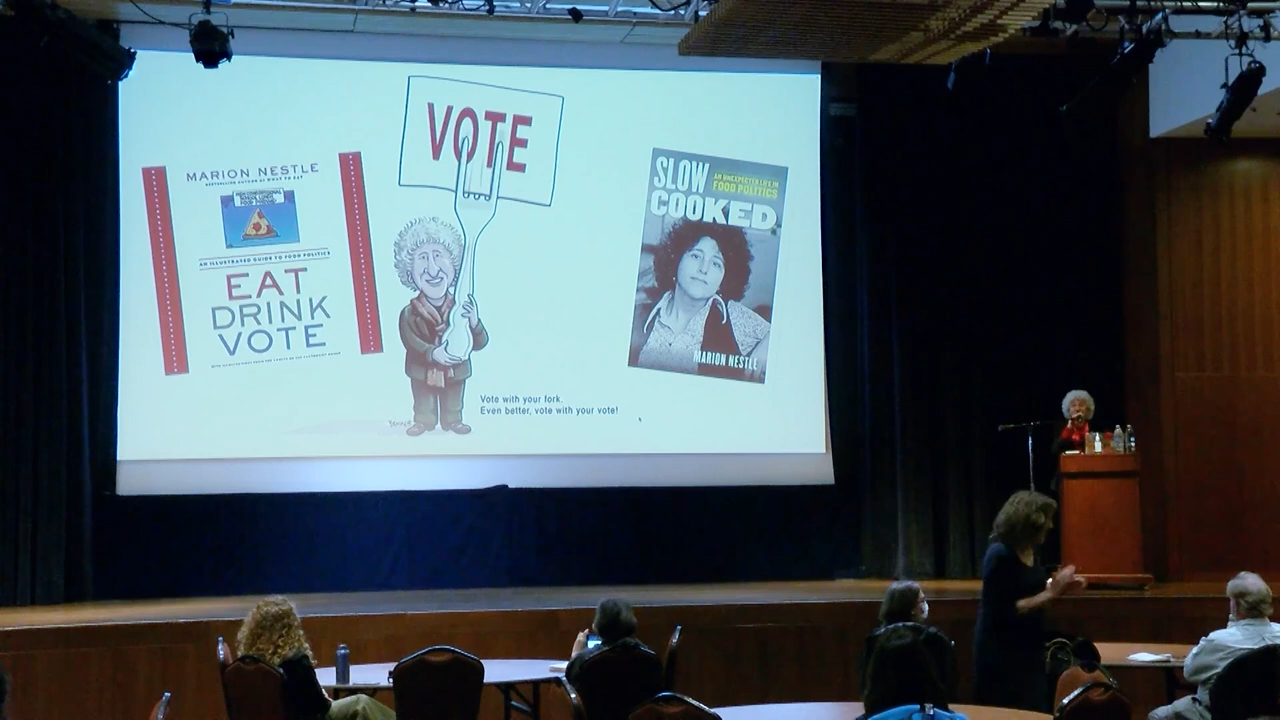 MARION NESTLE
BESTSELLING AUTHOR OF WHAT TO EAT
AN ILLUSTRATED GUIDE TO FOOD POLITICS
EAT
DRINK
VOTE
VOTE
Vote with your fork.
Even better, vote with your vote!
SLOW
COOKED
AN UNEXPECTED LIFE IN
FOOD POLITICS
MARION NESTLE